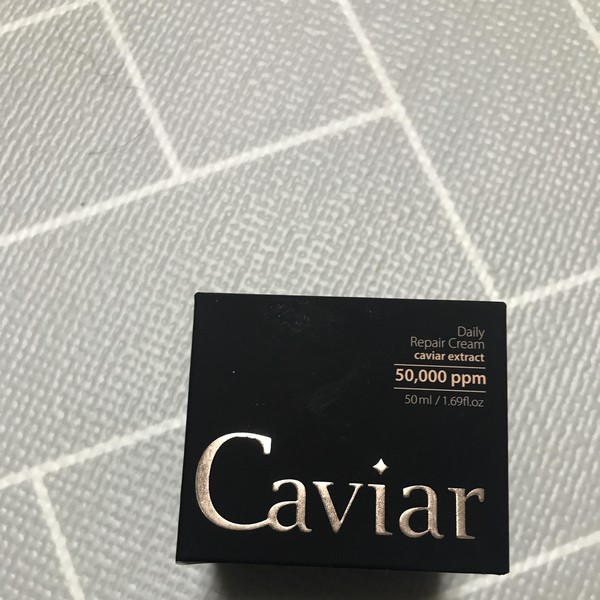 Daily
Repair Cream
caviar extract
50,000 ppm
50ml / 1.69fl.oz
Caviar